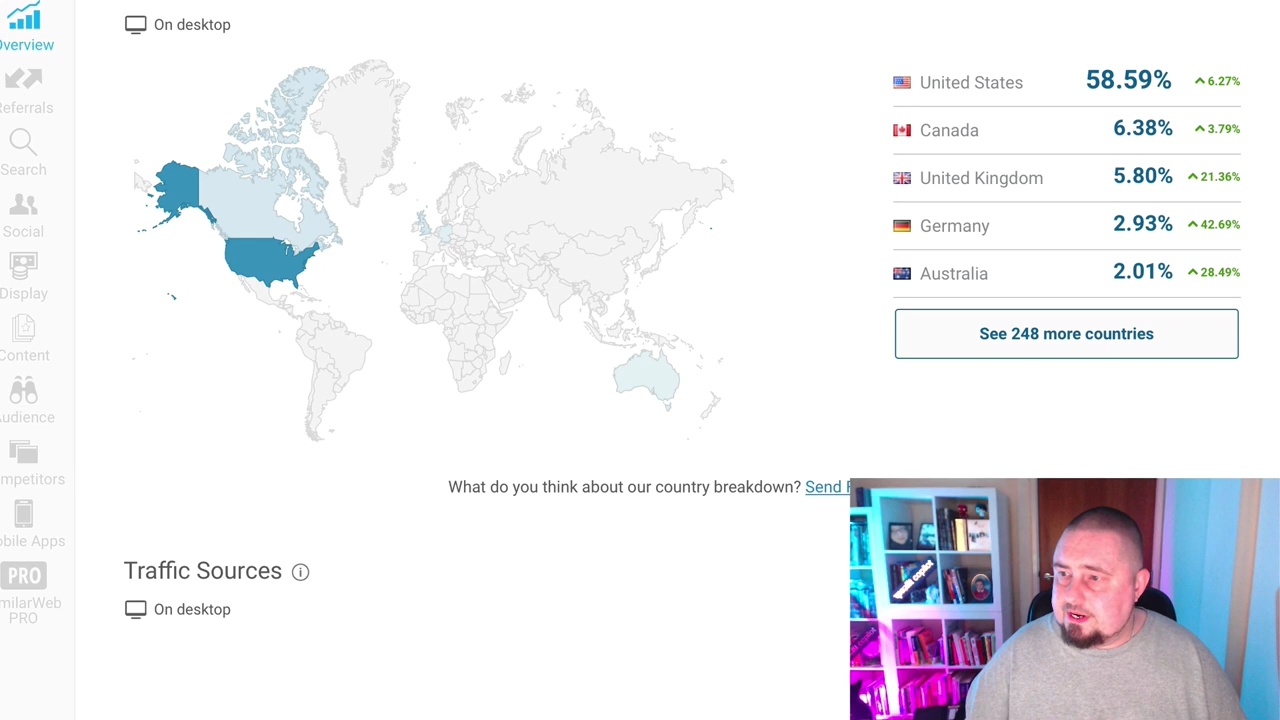 On desktop
Overview
Referrals
Search
Social
Display
Content
Audience
mpetitors
bile Apps
PRO
milarWeb
PRO
United States 58.59% 6.27%
Canada 6.38% 3.79%
United Kingdom 5.80% 21.36%
Germany 2.93% 42.69%
Australia 2.01% 28.49%
See 248 more countries
What do you think about our country breakdown? Send
Traffic Sources
On desktop